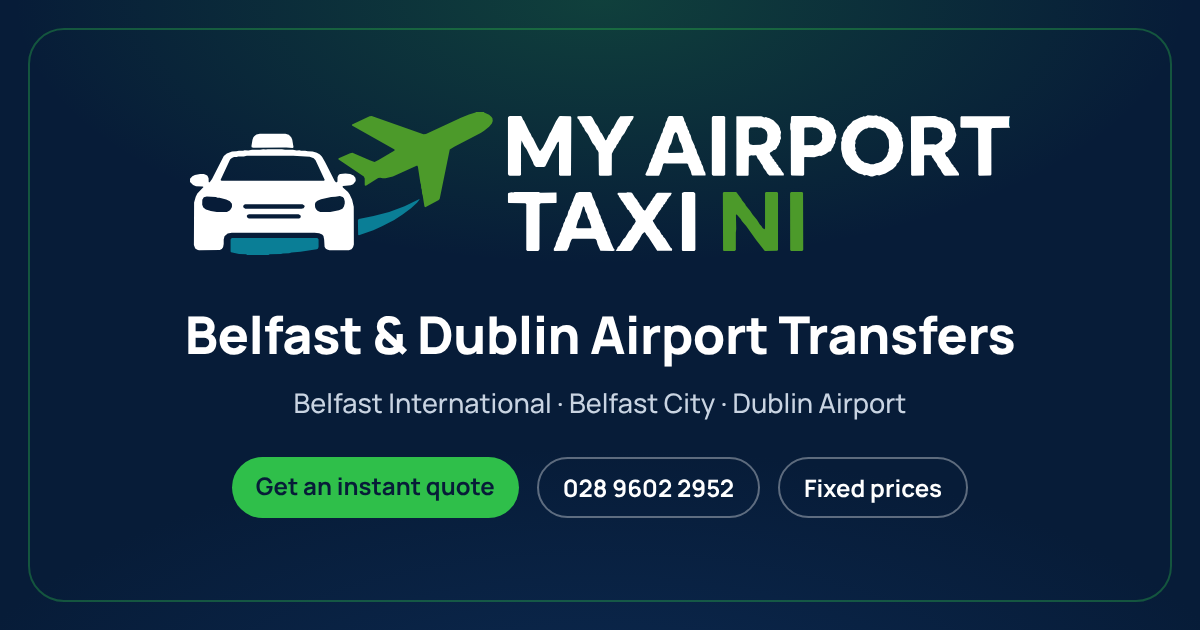 MY AIRPORT
TAXI NI
Belfast & Dublin Airport Transfers
Belfast International · Belfast City · Dublin Airport
Get an instant quote
028 9602 2952
Fixed prices